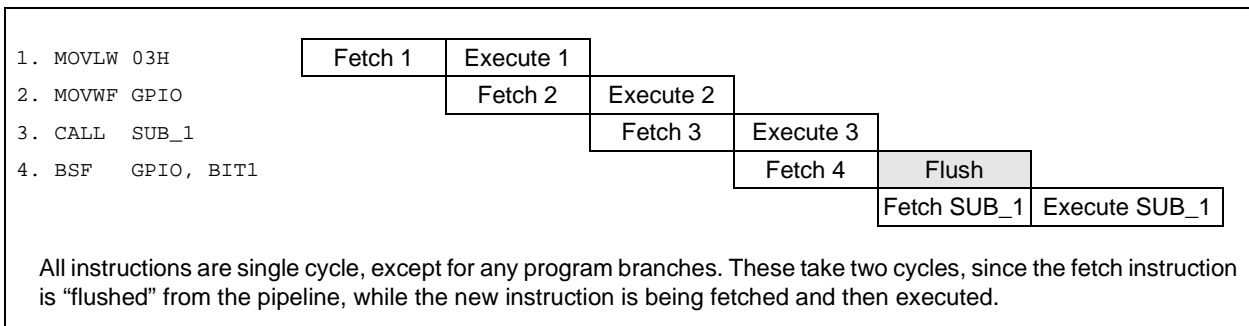 1. MOVLW 03H Fetch 1 Execute 1
2. MOVWF GPIO Fetch 2 Execute 2
3. CALL SUB_1 Fetch 3 Execute 3
4. BSF GPIO, BIT1 Fetch 4 Flush
Fetch SUB_1 Execute SUB_1
All instructions are single cycle, except for any program branches. These take two cycles, since the fetch instruction
is “flushed” from the pipeline, while the new instruction is being fetched and then executed.